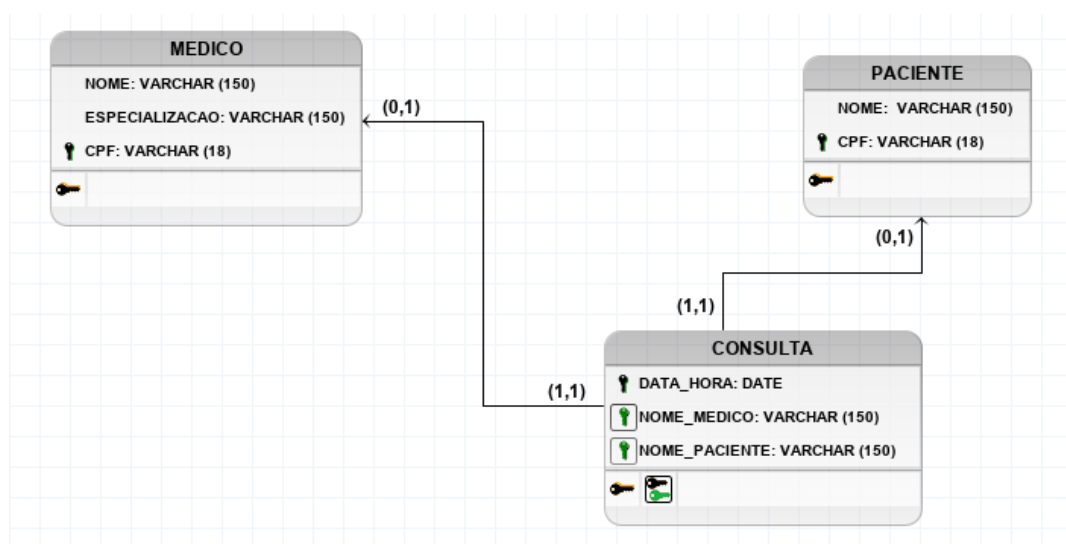 MEDICO
NOME: VARCHAR (150)
ESPECIALIZACAO: VARCHAR (150)
CPF: VARCHAR (18)
(0,1)
PACIENTE
NOME: VARCHAR (150)
CPF: VARCHAR (18)
(0,1)
(1,1)
(1,1)
CONSULTA
DATA_HORA: DATE
NOME_MEDICO: VARCHAR (150)
NOME_PACIENTE: VARCHAR (150)